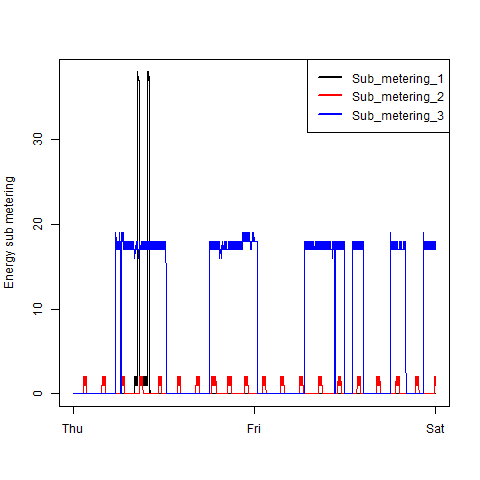 Sub_metering_1
Sub_metering_2
Sub_metering_3
Energy sub metering
30
20
10
0
Thu Fri Sat